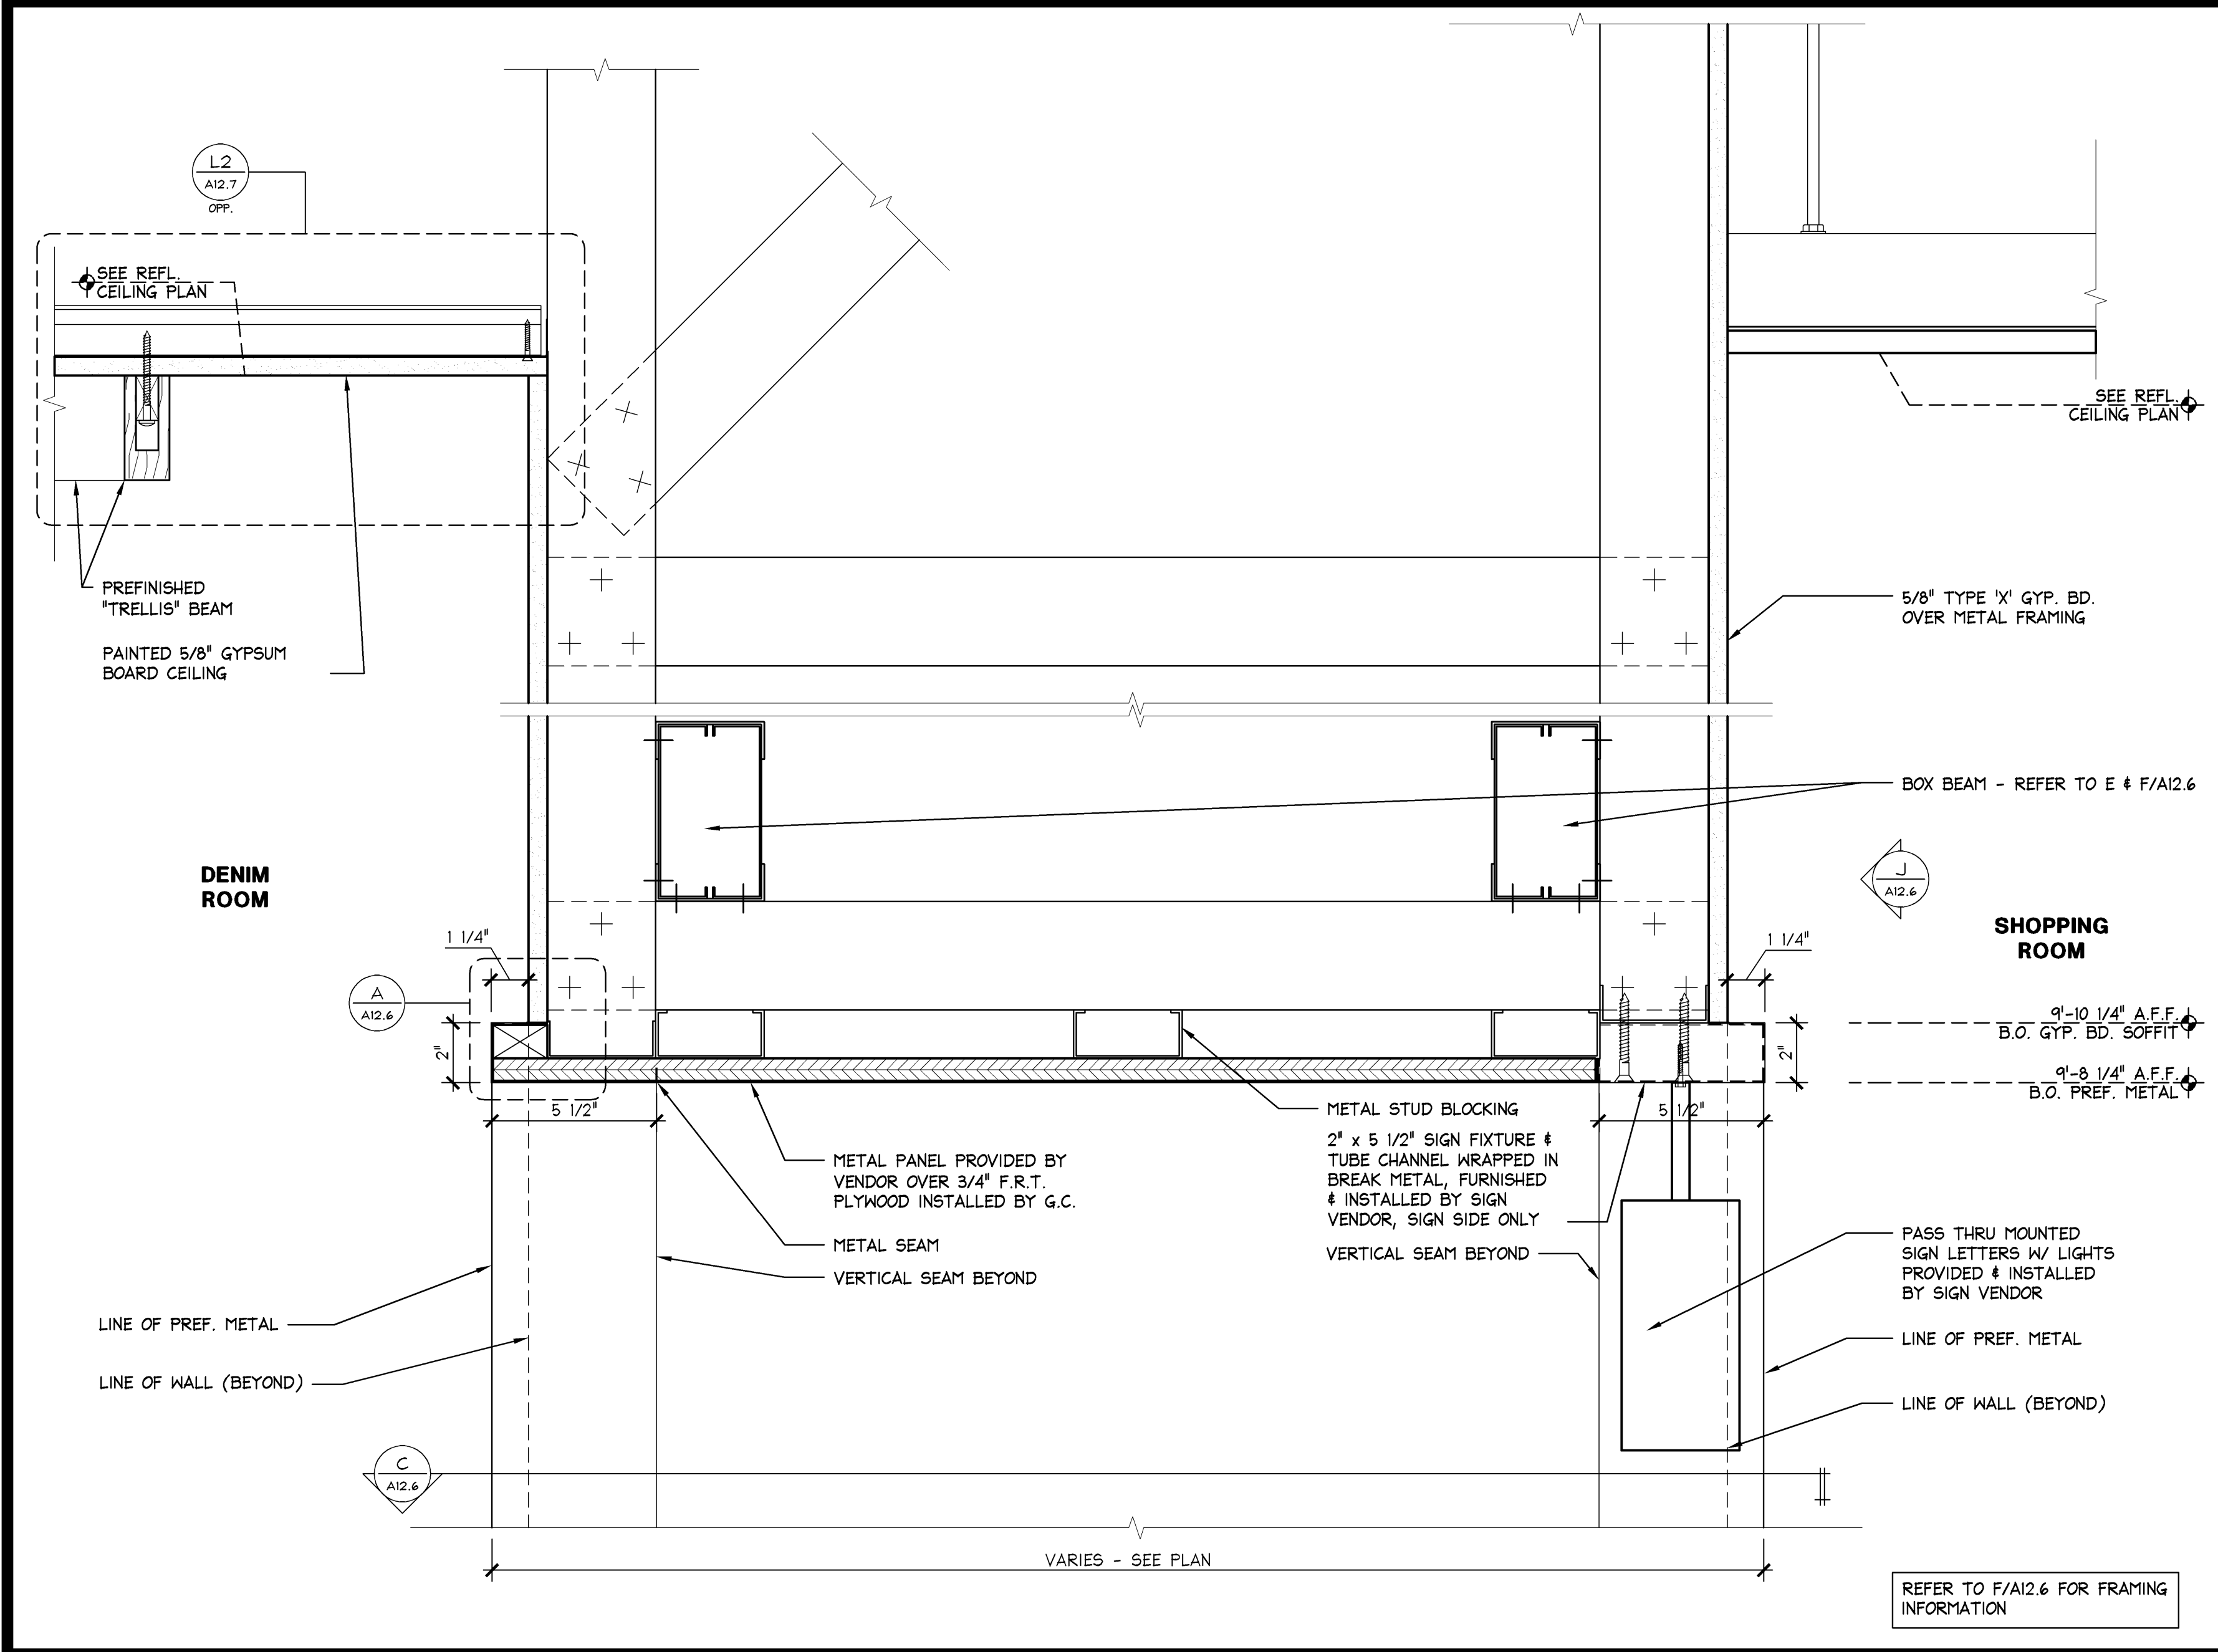 L2
A12.7
OPP.
SEE REFL.
CEILING PLAN
SEE REFL.
CEILING PLAN
PREFINISHED
"TRELLIS" BEAM
PAINTED 5/8" GYPSUM
BOARD CEILING
5/8" TYPE 'X' GYP. BD.
OVER METAL FRAMING
BOX BEAM - REFER TO E & F/A12.6
DENIM
ROOM
J
A12.6
SHOPPING
ROOM
1 1/4"
1 1/4"
A
A12.6
2"
2"
9'-10 1/4" A.F.F.
B.O. GYP. BD. SOFFIT
9'-8 1/4" A.F.F.
B.O. PREF. METAL
5 1/2"
5 1/2"
METAL STUD BLOCKING
2" x 5 1/2" SIGN FIXTURE &
TUBE CHANNEL WRAPPED IN
BREAK METAL, FURNISHED
& INSTALLED BY SIGN
VENDOR, SIGN SIDE ONLY
VERTICAL SEAM BEYOND
METAL PANEL PROVIDED BY
VENDOR OVER 3/4" F.R.T.
PLYWOOD INSTALLED BY G.C.
METAL SEAM
VERTICAL SEAM BEYOND
PASS THRU MOUNTED
SIGN LETTERS W/ LIGHTS
PROVIDED & INSTALLED
BY SIGN VENDOR
LINE OF PREF. METAL
LINE OF WALL (BEYOND)
LINE OF PREF. METAL
LINE OF WALL (BEYOND)
C
A12.6
VARIES - SEE PLAN
REFER TO F/A12.6 FOR FRAMING
INFORMATION